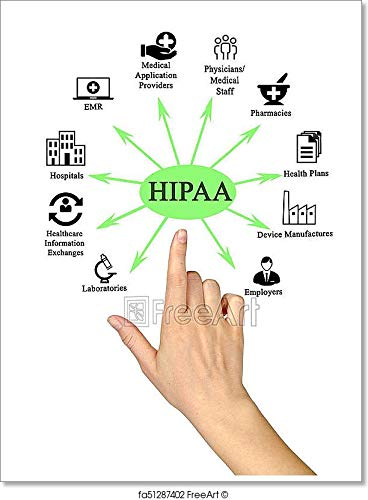 Medical
Application
Providers
Physicians/
Medical
Staff
EMR
Pharmacies
Hospitals
HIPAA
Health Plans
Healthcare
Information
Exchanges
Device Manufactures
Laboratories
Employers
FreeArt
fa51287402 FreeArt ©